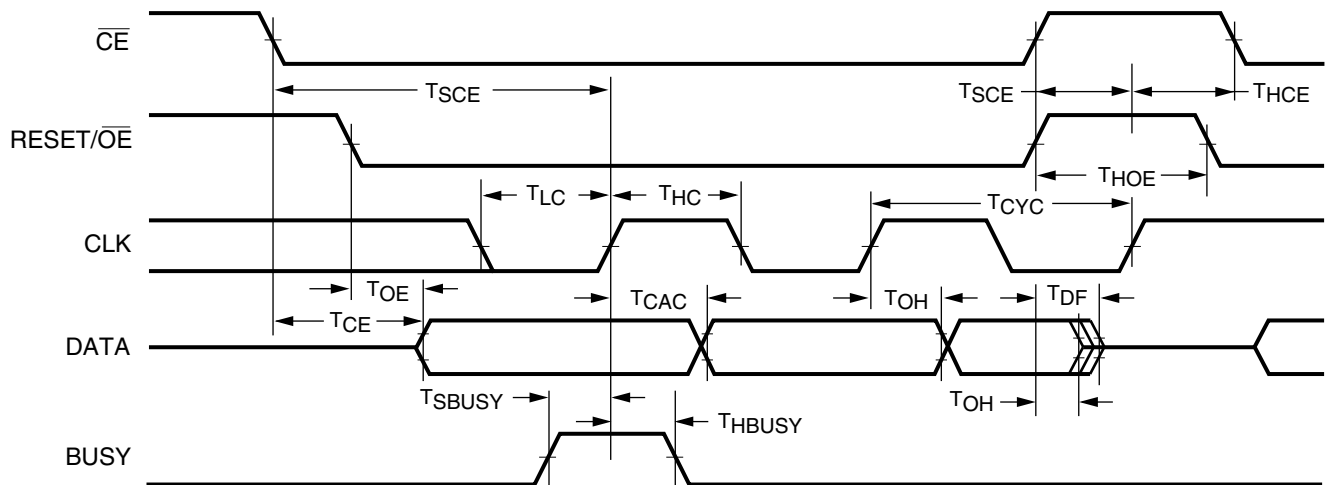 CE
TSCE TSCE THCE
RESET/OE
TLC THC TCYC THOE
CLK
TOE TCAC TOH TDF
TCE
DATA
TSBUSY THBUSY TOH
BUSY